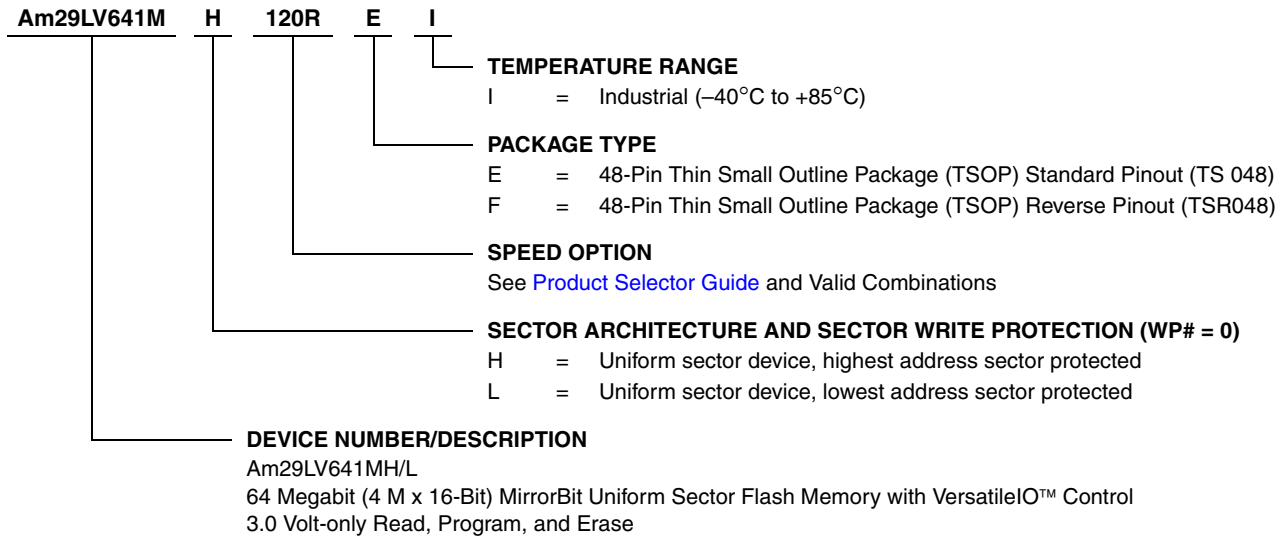 Am29LV641M H 120R E I
TEMPERATURE RANGE
I = Industrial (–40°C to +85°C)
PACKAGE TYPE
E = 48-Pin Thin Small Outline Package (TSOP) Standard Pinout (TS 048)
F = 48-Pin Thin Small Outline Package (TSOP) Reverse Pinout (TSR048)
SPEED OPTION
See Product Selector Guide and Valid Combinations
SECTOR ARCHITECTURE AND SECTOR WRITE PROTECTION (WP# = 0)
H = Uniform sector device, highest address sector protected
L = Uniform sector device, lowest address sector protected
DEVICE NUMBER/DESCRIPTION
Am29LV641MH/L
64 Megabit (4 M x 16-Bit) MirrorBit Uniform Sector Flash Memory with VersatileIO™ Control
3.0 Volt-only Read, Program, and Erase